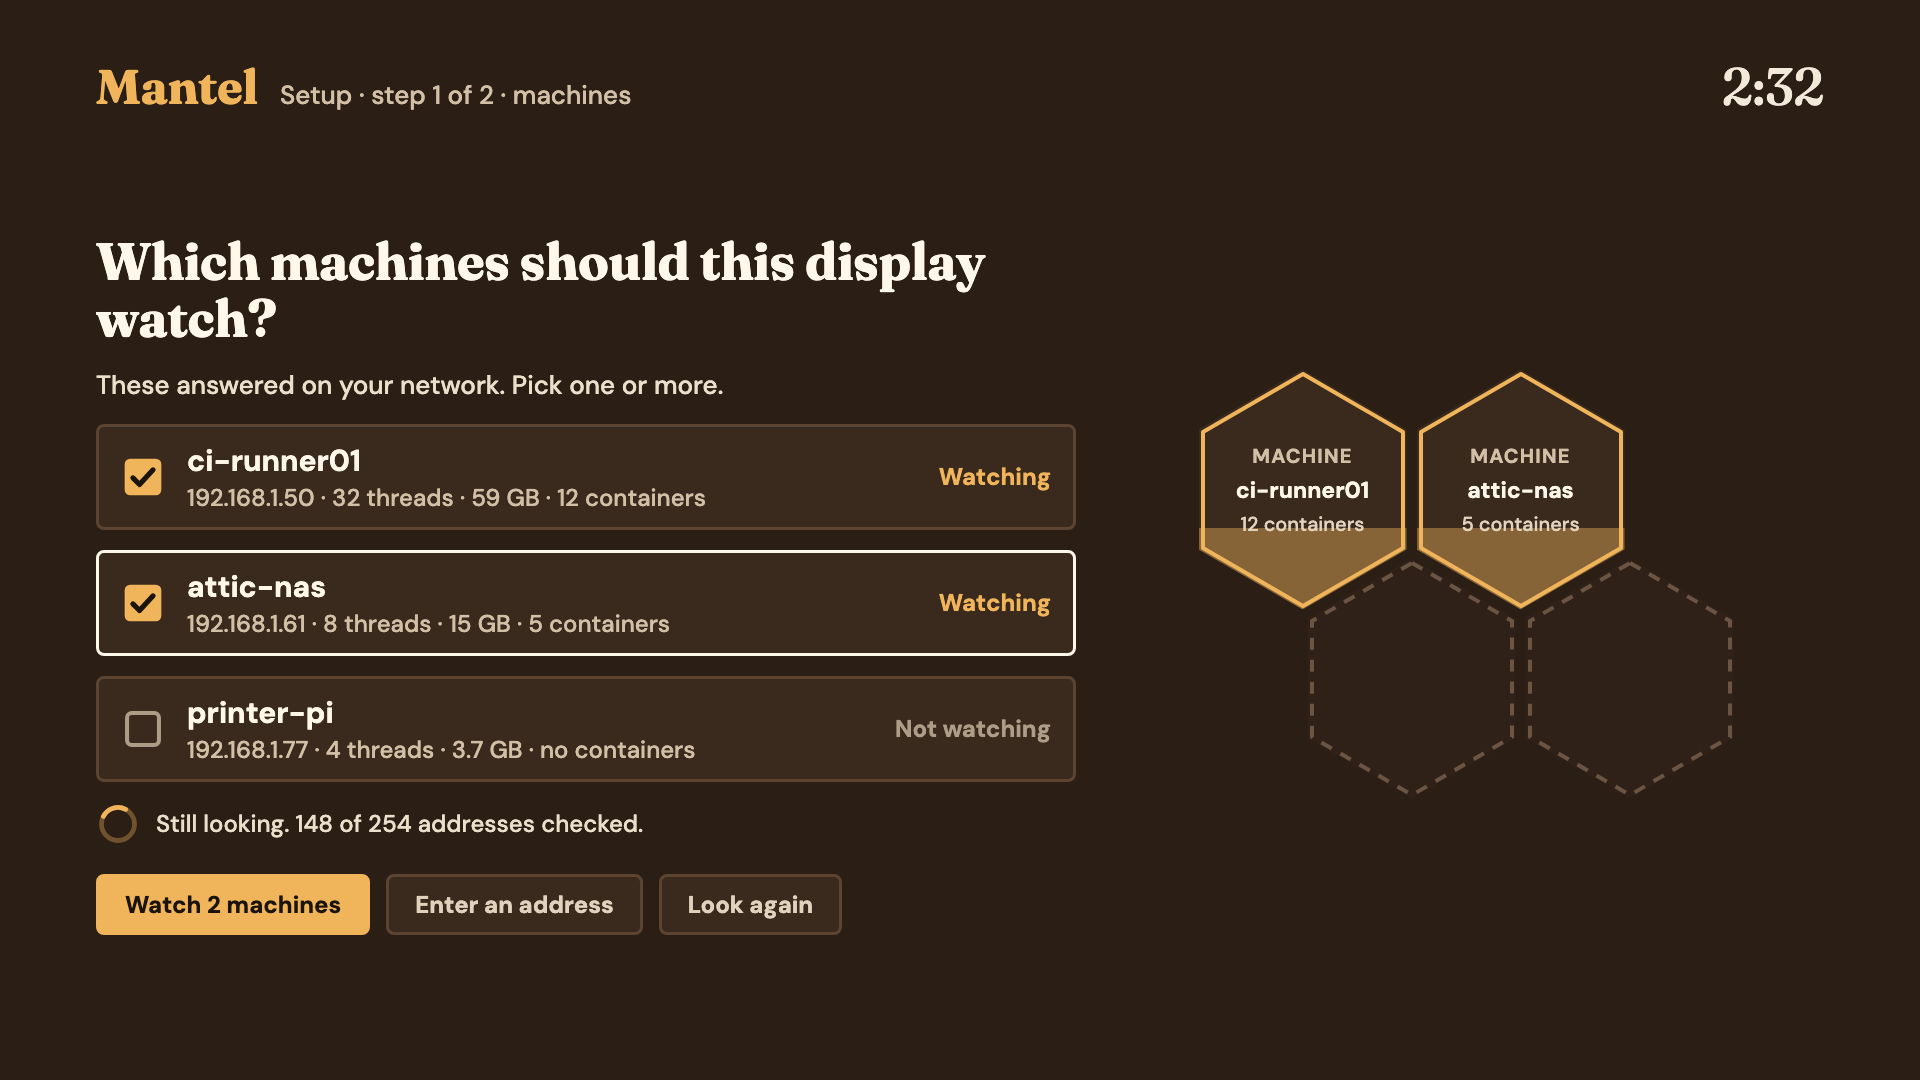 Mantel
Setup · step 1 of 2 · machines
2:32
Which machines should this display
watch?
These answered on your network. Pick one or more.
ci-runner01
192.168.1.50 · 32 threads · 59 GB · 12 containers
Watching
attic-nas
192.168.1.61 · 8 threads · 15 GB · 5 containers
Watching
printer-pi
192.168.1.77 · 4 threads · 3.7 GB · no containers
Not watching
Still looking. 148 of 254 addresses checked.
Watch 2 machines
Enter an address
Look again
MACHINE
ci-runner01
12 containers
MACHINE
attic-nas
5 containers